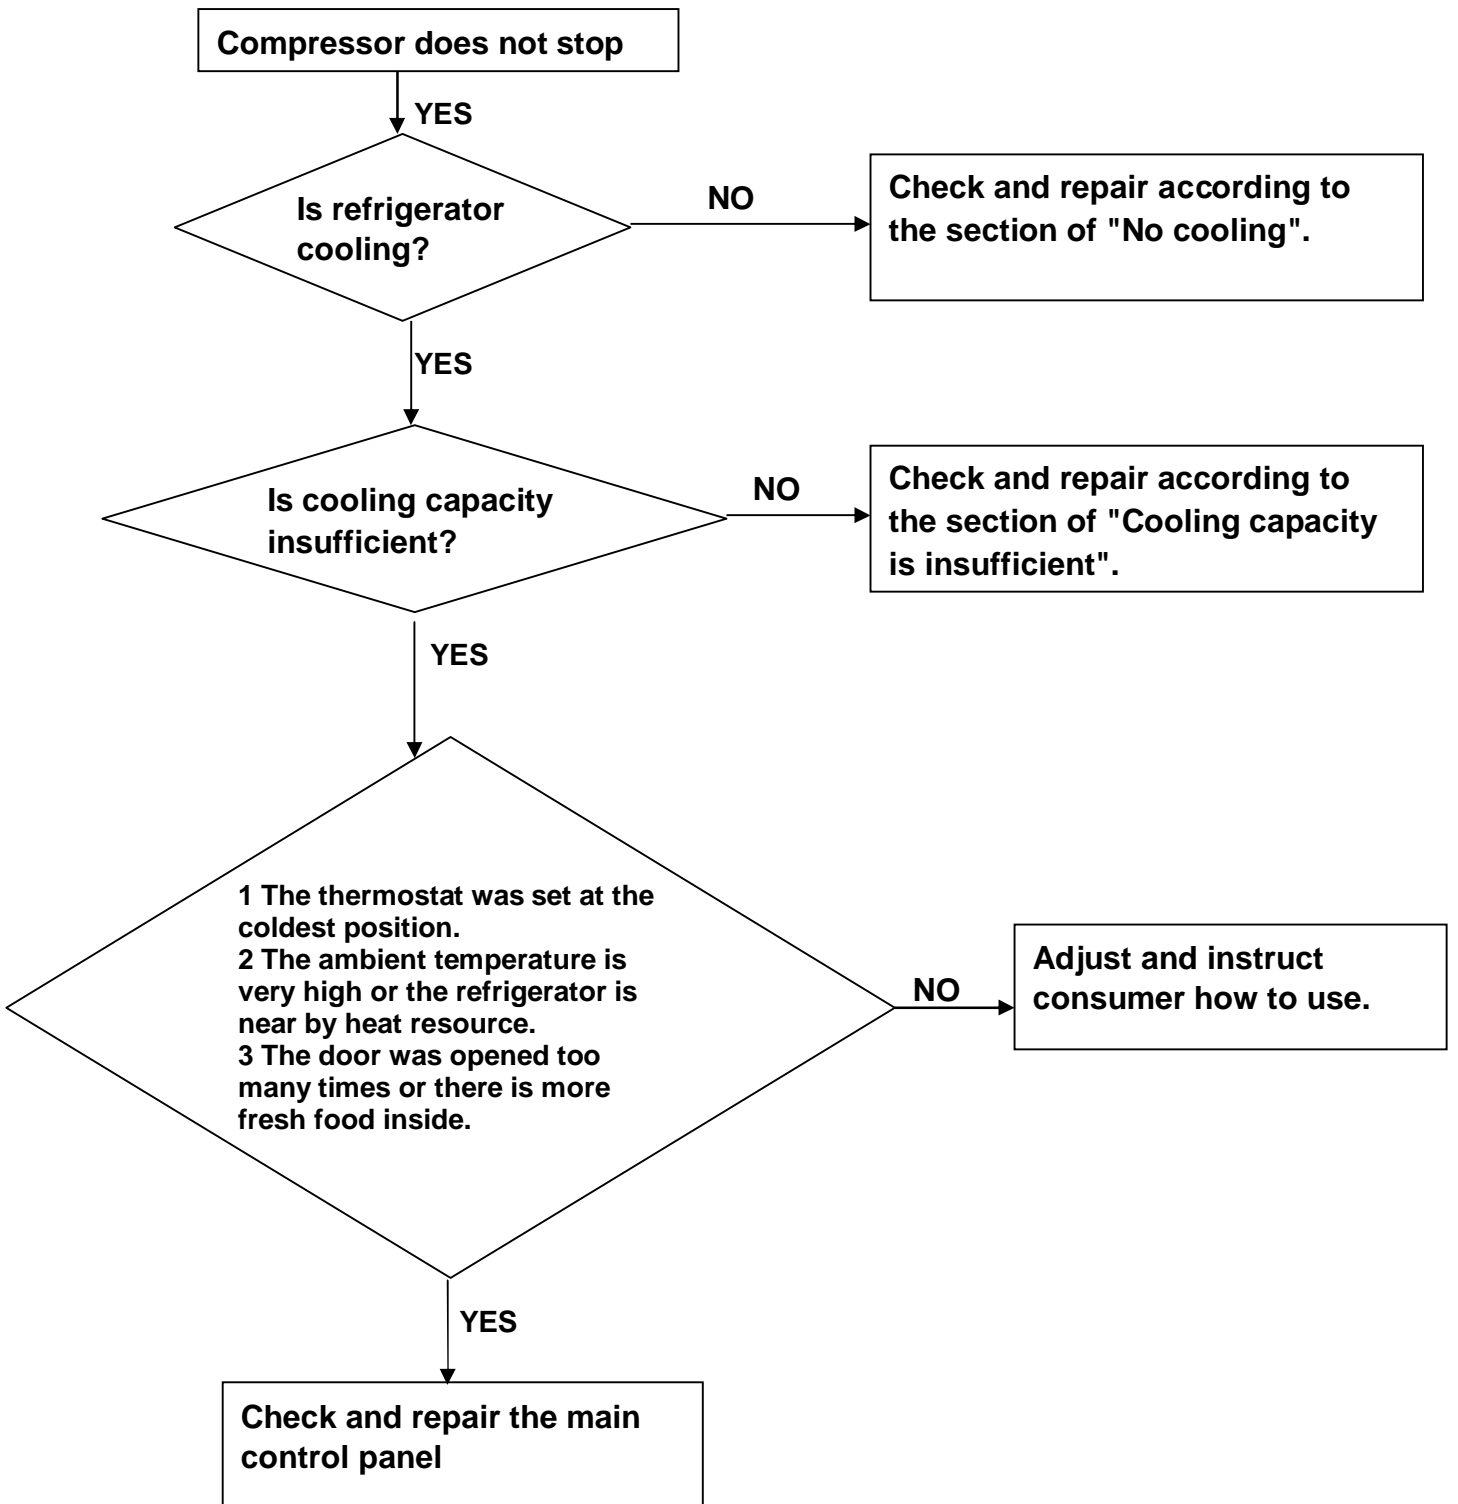 Compressor does not stop
YES
Is refrigerator
cooling?
NO
Check and repair according to
the section of "No cooling".
YES
Is cooling capacity
insufficient?
NO
Check and repair according to
the section of "Cooling capacity
is insufficient".
YES
1 The thermostat was set at the
coldest position.
2 The ambient temperature is
very high or the refrigerator is
near by heat resource.
3 The door was opened too
many times or there is more
fresh food inside.
NO
Adjust and instruct
consumer how to use.
YES
Check and repair the main
control panel